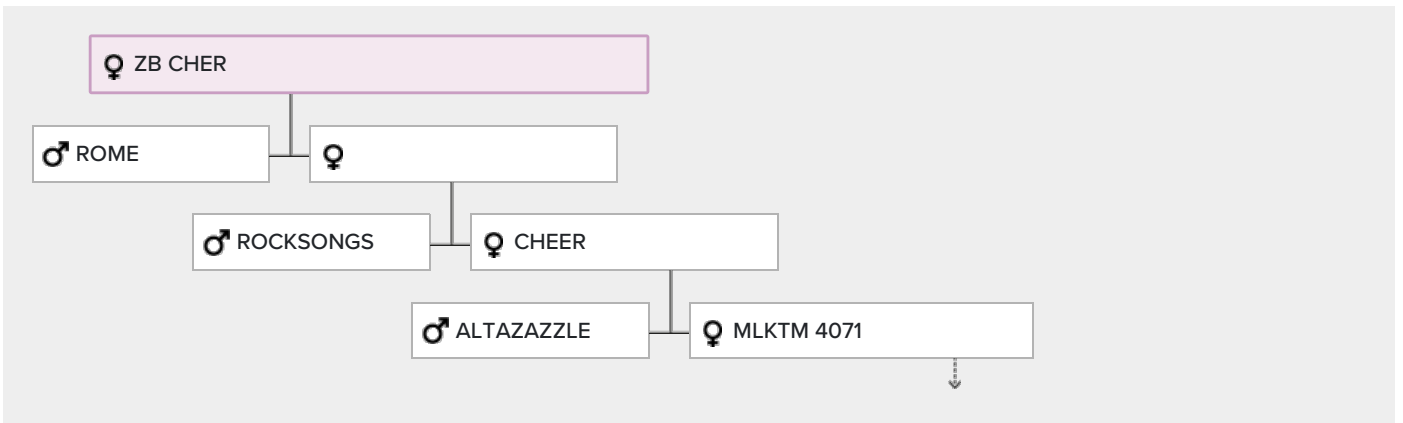 ZB CHER
ROME
ROCKSONGS
CHEER
ALTAZAZZLE
MLKTM 4071